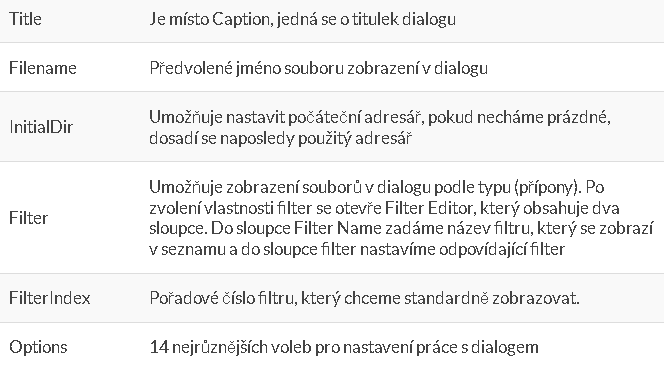 Title Je místo Caption, jedná se o titulek dialogu
Filename Předvolené jméno souboru zobrazení v dialogu
InitialDir Umožňuje nastavit počáteční adresář, pokud necháme prázdné,
dosadí se naposledy použitý adresář
Filter Umožňuje zobrazení souborů v dialogu podle typu (přípony). Po
zvolení vlastnosti filter se otevře Filter Editor, který obsahuje dva
sloupce. Do sloupce Filter Name zadáme název filtru, který se zobrazí
v seznamu a do sloupce filter nastavíme odpovídající filter
FilterIndex Pořadové číslo filtru, který chceme standardně zobrazovat.
Options 14 nejrůznějších voleb pro nastavení práce s dialogem